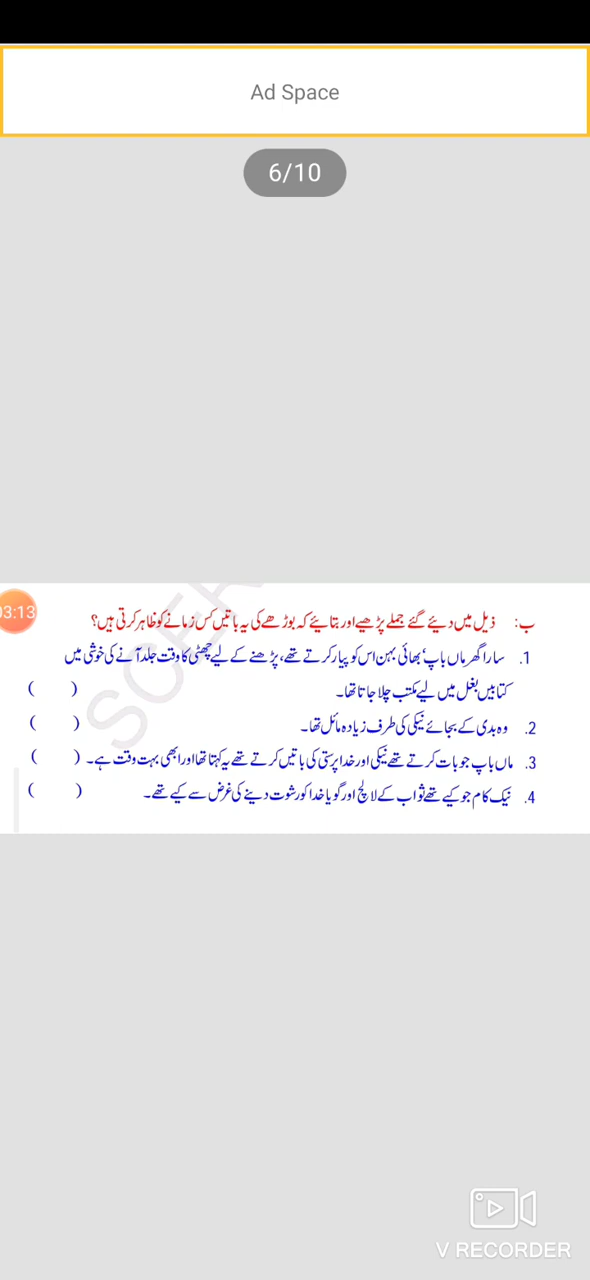 Ad Space
6/10
03:13
ب: ذیل میں دیئے گئے جملے پڑھیے اور بتائیے کہ بوڑھے کی یہ باتیں کس زمانے کو ظاہر کرتی ہیں؟
1. سارا گھر ماں باپ، بھائی بہن اس کو پیار کرتے تھے، پڑھنے کے لیے چھٹی کا وقت جلد آنے کی خوشی میں
کتابیں بغل میں لیے مکتب چلا جاتا تھا۔ ( )
2. وہ بدی کے بجائے نیکی کی طرف زیادہ مائل تھا۔ ( )
3. ماں باپ جو بات کرتے تھے نیکی اور خدا پرستی کی باتیں کرتے تھے یہ کہتا تھا اور ابھی بہت وقت ہے۔ ( )
4. نیک کام جو کیے تھے ثواب کے لالچ اور گویا خدا کو رشوت دینے کی غرض سے کیے تھے۔ ( )
V RECORDER